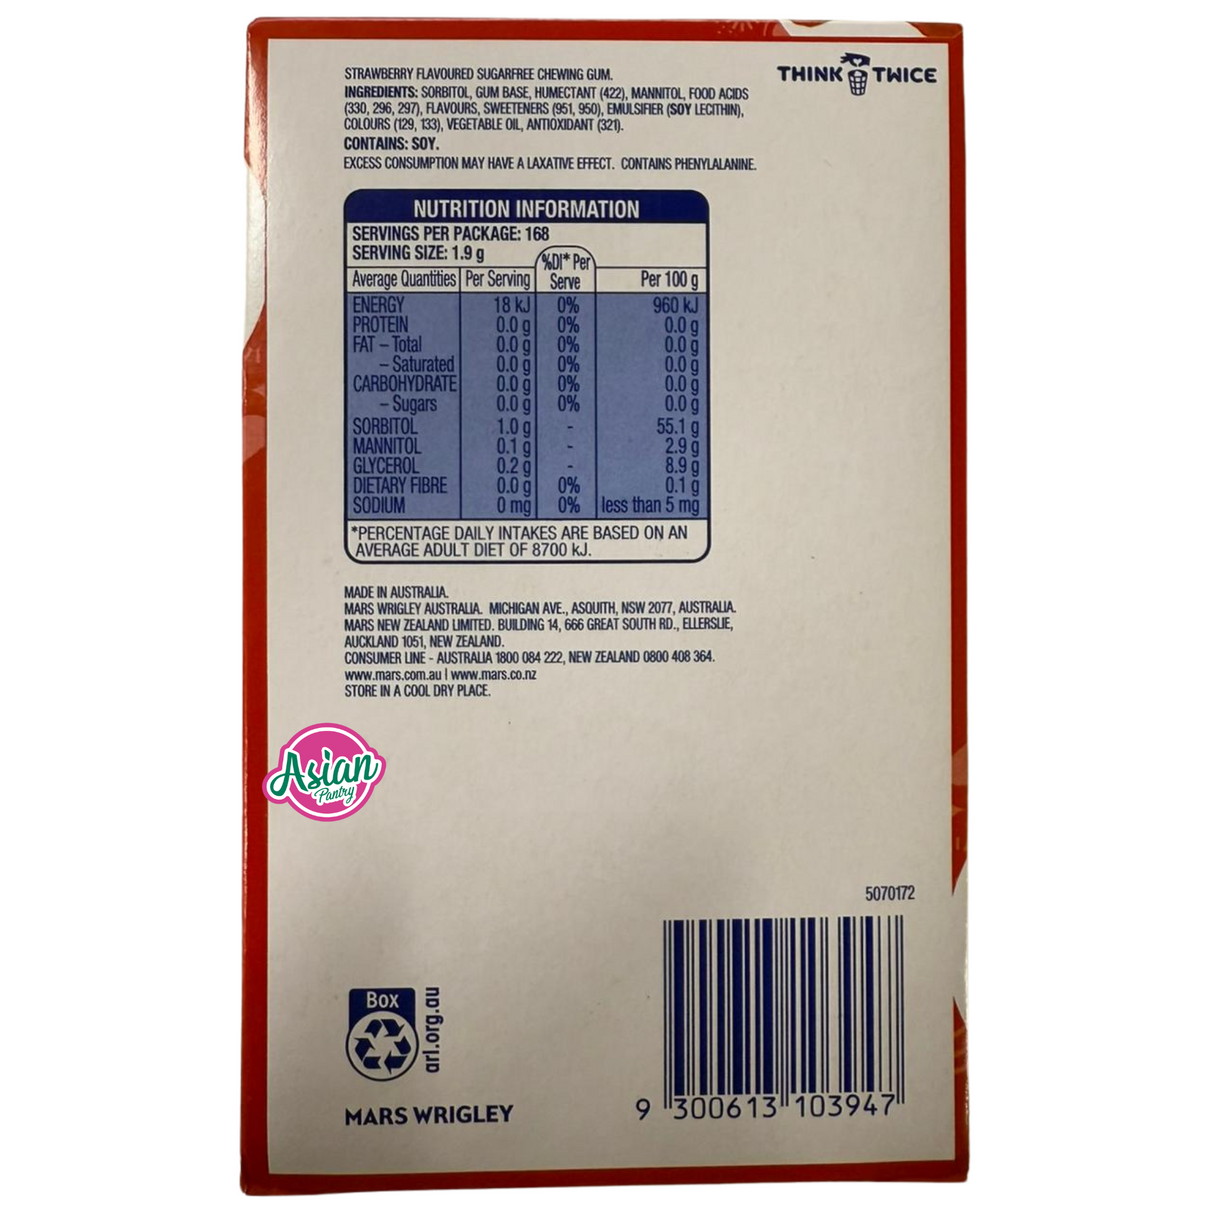 THINK TWICE
STRAWBERRY FLAVOURED SUGARFREE CHEWING GUM.
INGREDIENTS: SORBITOL, GUM BASE, HUMECTANT (422), MANNITOL, FOOD ACIDS
(330, 296, 297), FLAVOURS, SWEETENERS (951, 950), EMULSIFIER (SOY LECITHIN),
COLOURS (129, 133), VEGETABLE OIL, ANTIOXIDANT (321).
CONTAINS: SOY.
EXCESS CONSUMPTION MAY HAVE A LAXATIVE EFFECT. CONTAINS PHENYLALANINE.
NUTRITION INFORMATION
SERVINGS PER PACKAGE: 168
SERVING SIZE: 1.9 g
Average Quantities Per Serving %DI* Per Serve Per 100 g
ENERGY 18 kJ 0% 960 kJ
PROTEIN 0.0 g 0% 0.0 g
FAT – Total 0.0 g 0% 0.0 g
– Saturated 0.0 g 0% 0.0 g
CARBOHYDRATE 0.0 g 0% 0.0 g
– Sugars 0.0 g 0% 0.0 g
SORBITOL 1.0 g - 55.1 g
MANNITOL 0.1 g - 2.9 g
GLYCEROL 0.2 g - 8.9 g
DIETARY FIBRE 0.0 g 0% 0.1 g
SODIUM 0 mg 0% less than 5 mg
*PERCENTAGE DAILY INTAKES ARE BASED ON AN
AVERAGE ADULT DIET OF 8700 kJ.
MADE IN AUSTRALIA.
MARS WRIGLEY AUSTRALIA. MICHIGAN AVE., ASQUITH, NSW 2077, AUSTRALIA.
MARS NEW ZEALAND LIMITED. BUILDING 14, 666 GREAT SOUTH RD., ELLERSLIE,
AUCKLAND 1051, NEW ZEALAND.
CONSUMER LINE - AUSTRALIA 1800 084 222, NEW ZEALAND 0800 408 364.
www.mars.com.au | www.mars.co.nz
STORE IN A COOL DRY PLACE.
Asian
Pantry
5070172
Box
arl.org.au
MARS WRIGLEY
9 300613 103947